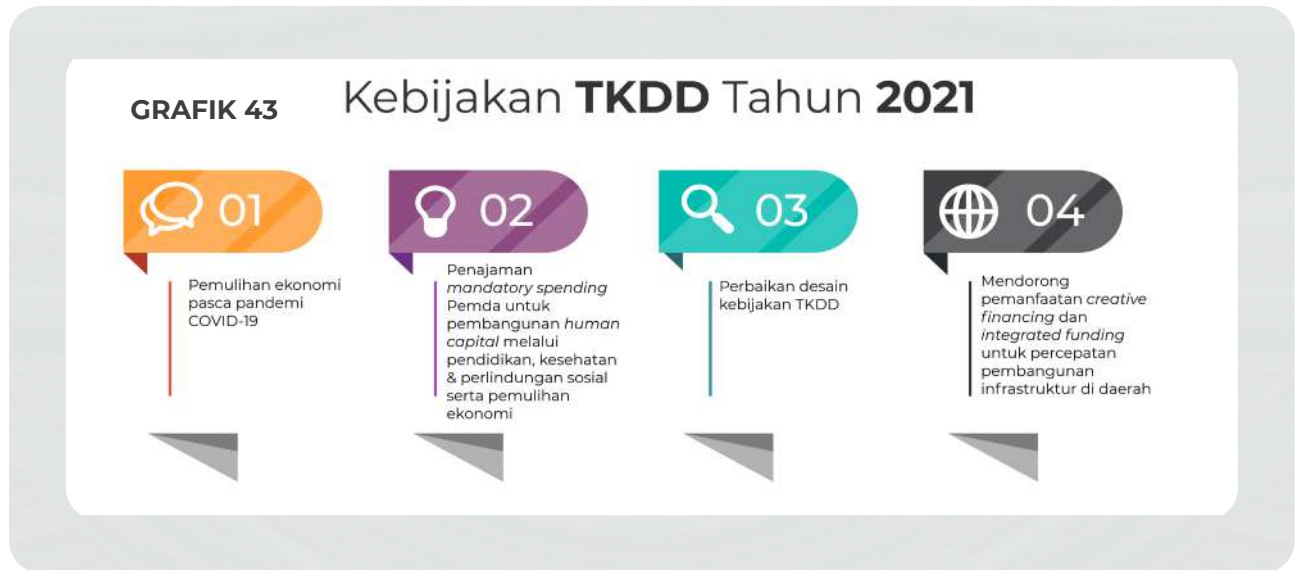 GRAFIK 43
Kebijakan TKDD Tahun 2021
01
Pemulihan ekonomi
pasca pandemi
COVID-19
02
Penajaman
mandatory spending
Pemda untuk
pembangunan human
capital melalui
pendidikan, kesehatan
& perlindungan sosial
serta pemulihan
ekonomi
03
Perbaikan desain
kebijakan TKDD
04
Mendorong
pemanfaatan creative
financing dan
integrated funding
untuk percepatan
pembangunan
infrastruktur di daerah